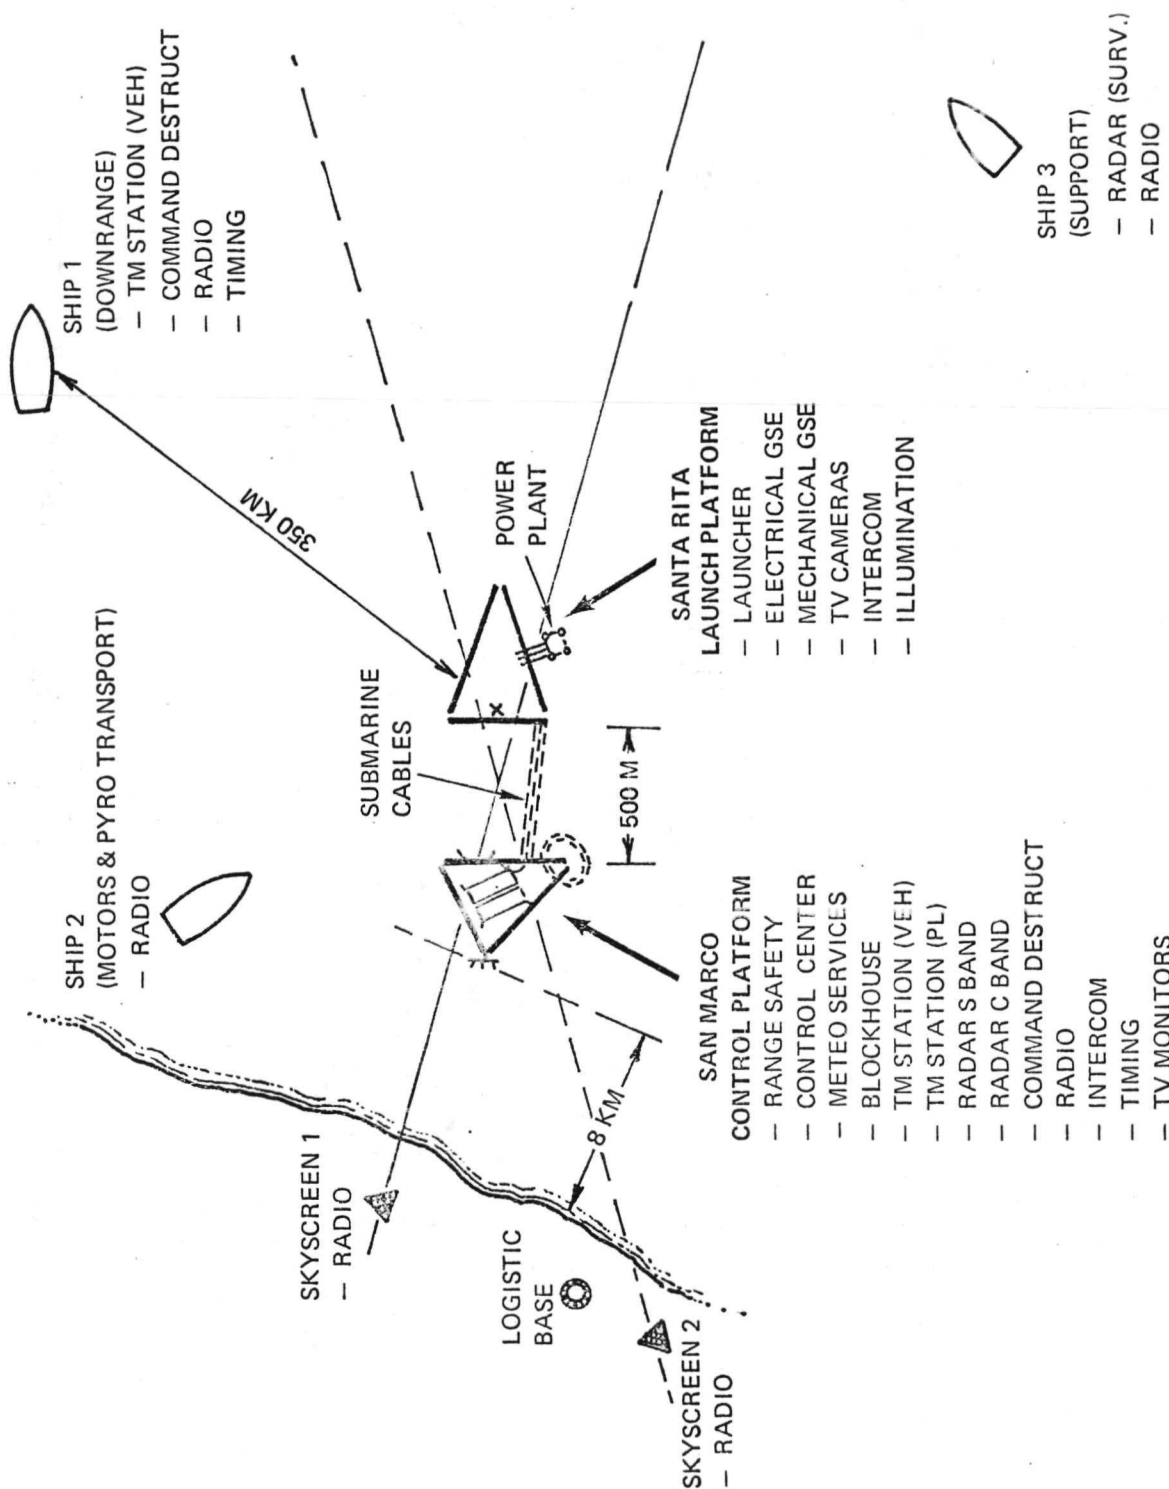 SHIP 1
(DOWNRANGE)
— TM STATION (VEH)
— COMMAND DESTRUCT
— RADIO
— TIMING
350 KM
SHIP 2
(MOTORS & PYRO TRANSPORT)
— RADIO
SUBMARINE
CABLES
POWER
PLANT
500 M
SKYSCREEN 1
— RADIO
LOGISTIC
BASE
8 KM
SKYSCREEN 2
— RADIO
SAN MARCO
CONTROL PLATFORM
— RANGE SAFETY
— CONTROL CENTER
— METEO SERVICES
— BLOCKHOUSE
— TM STATION (VEH)
— TM STATION (PL)
— RADAR S BAND
— RADAR C BAND
— COMMAND DESTRUCT
— RADIO
— INTERCOM
— TIMING
— TV MONITORS
SANTA RITA
LAUNCH PLATFORM
— LAUNCHER
— ELECTRICAL GSE
— MECHANICAL GSE
— TV CAMERAS
— INTERCOM
— ILLUMINATION
SHIP 3
(SUPPORT)
— RADAR (SURV.)
— RADIO
X